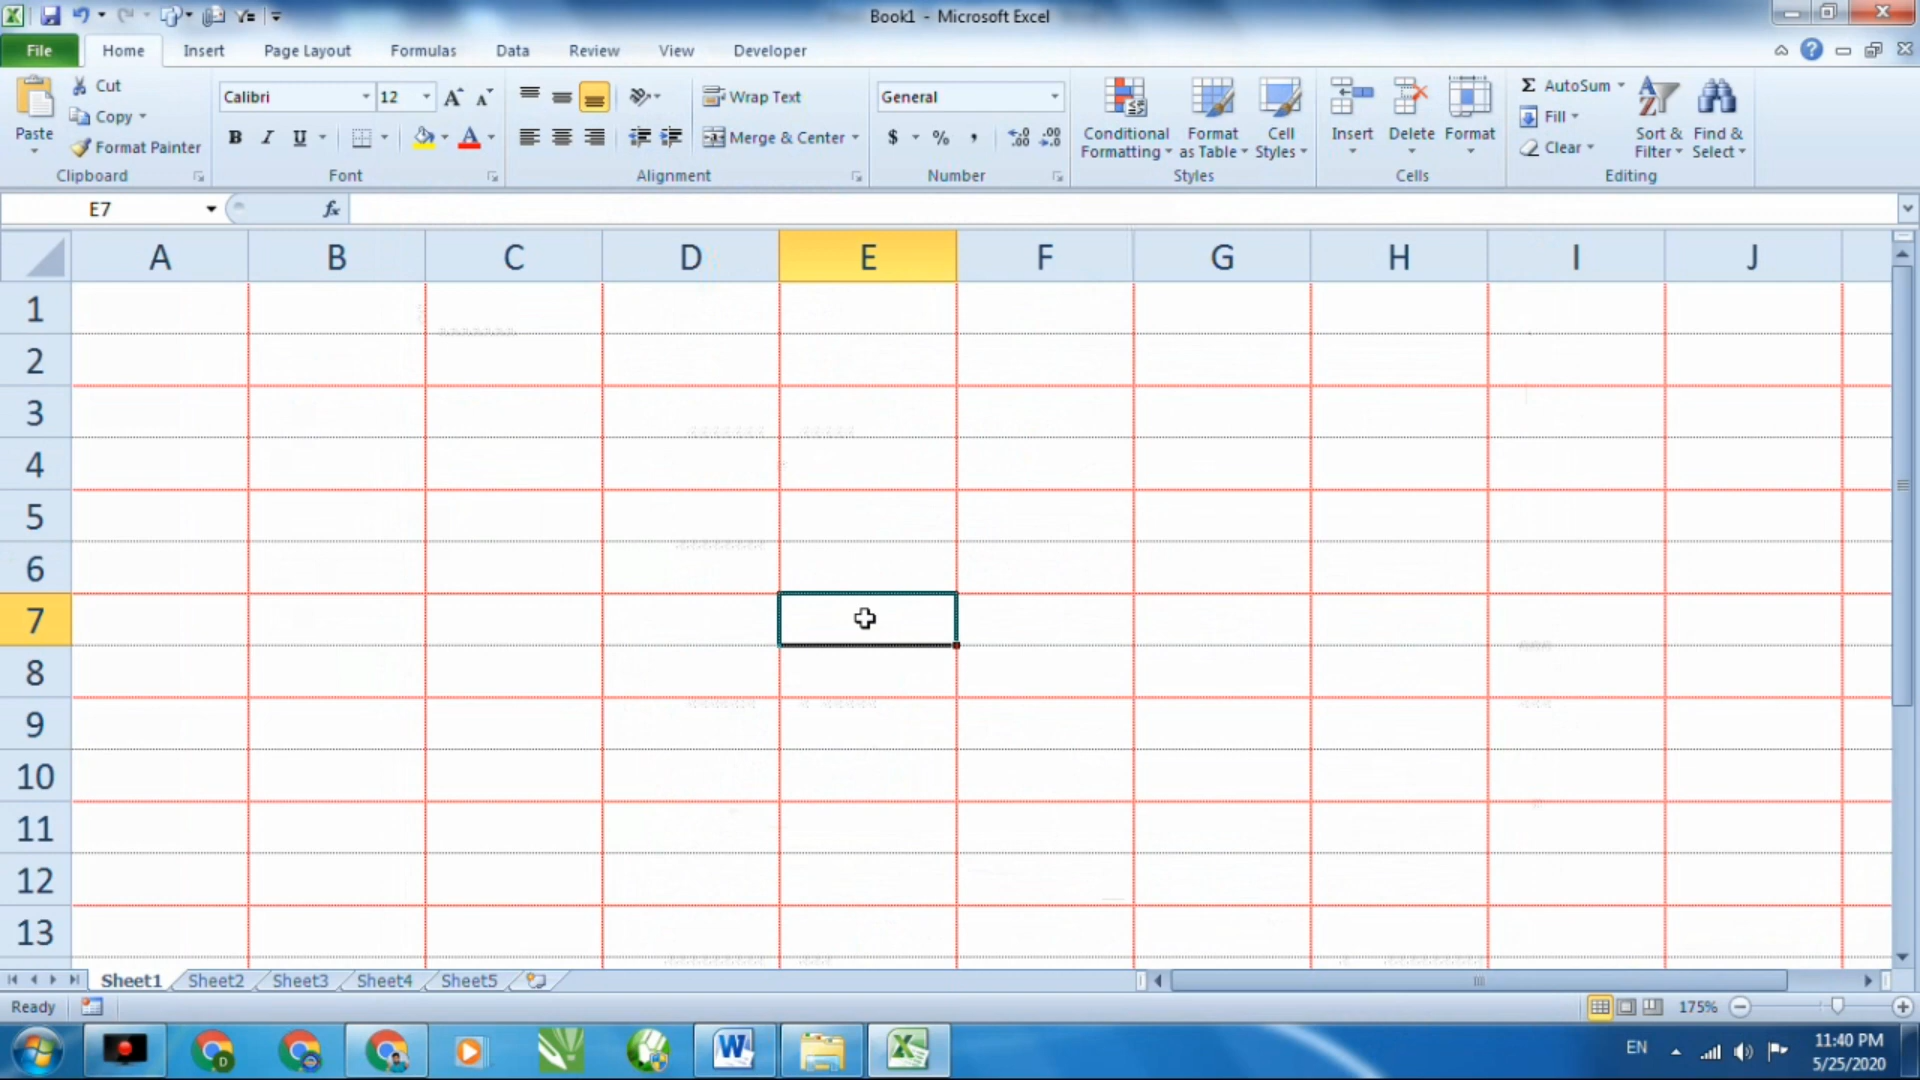 Book1 - Microsoft Excel
File Home Insert Page Layout Formulas Data Review View Developer
Paste
Cut
Copy
Format Painter
Clipboard
Calibri 12
B I U A
Font
Wrap Text
Merge & Center
Alignment
General
$ % ,
Number
Conditional Formatting
Format as Table
Cell Styles
Styles
Insert Delete Format
Cells
Σ AutoSum
Fill
Clear
Sort & Filter
Find & Select
Editing
E7 fx
A B C D E F G H I J
1
2
3
4
5
6
7
8
9
10
11
12
13
Sheet1 Sheet2 Sheet3 Sheet4 Sheet5
Ready 175%
EN 11:40 PM
5/25/2020